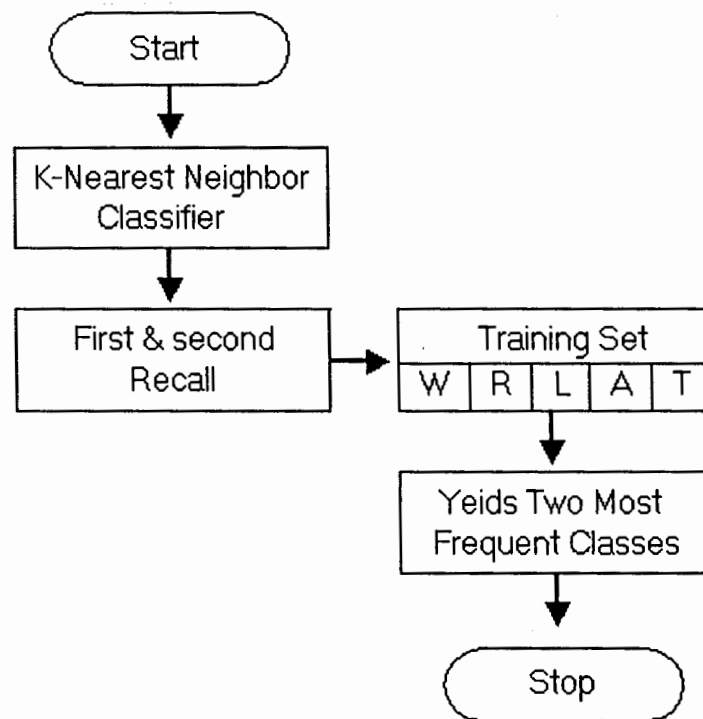 Start
K-Nearest Neighbor
Classifier
First & second
Recall
Training Set
W R L A T
Yeids Two Most
Frequent Classes
Stop